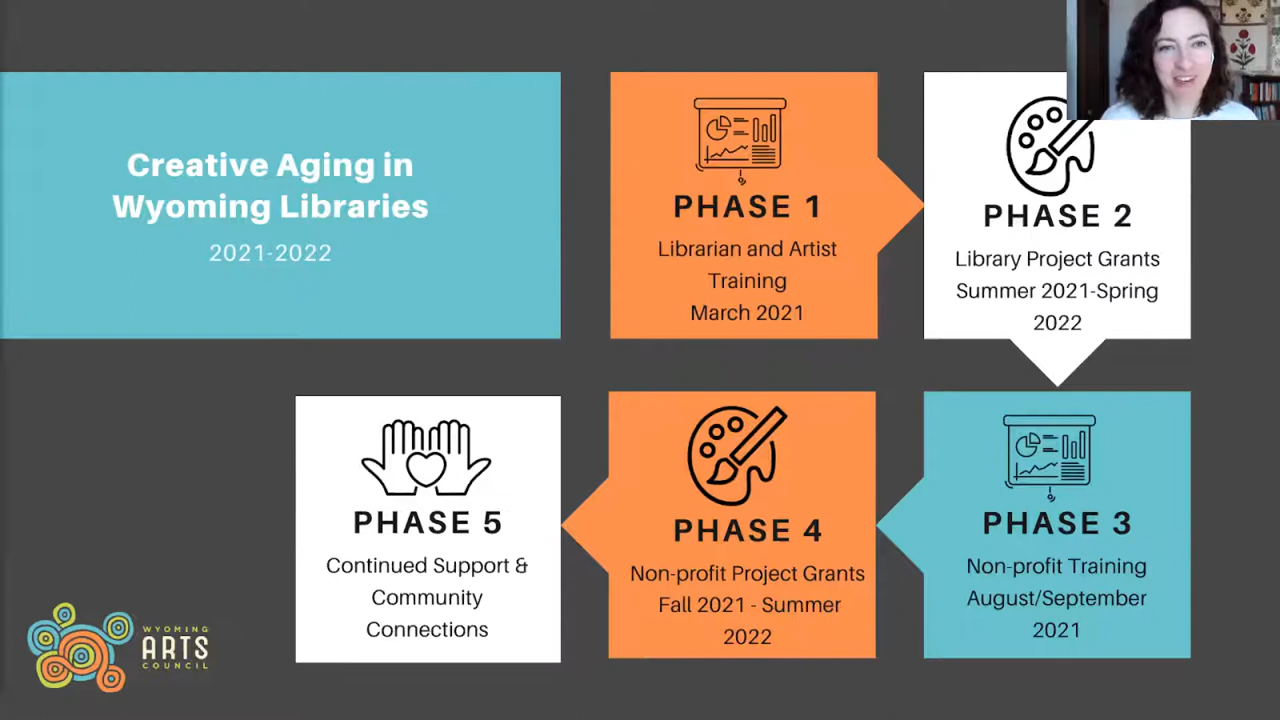 Creative Aging in
Wyoming Libraries
2021-2022
PHASE 1
Librarian and Artist
Training
March 2021
PHASE 2
Library Project Grants
Summer 2021-Spring
2022
PHASE 3
Non-profit Training
August/September
2021
PHASE 4
Non-profit Project Grants
Fall 2021 - Summer
2022
PHASE 5
Continued Support &
Community
Connections
WYOMING
ARTS
COUNCIL